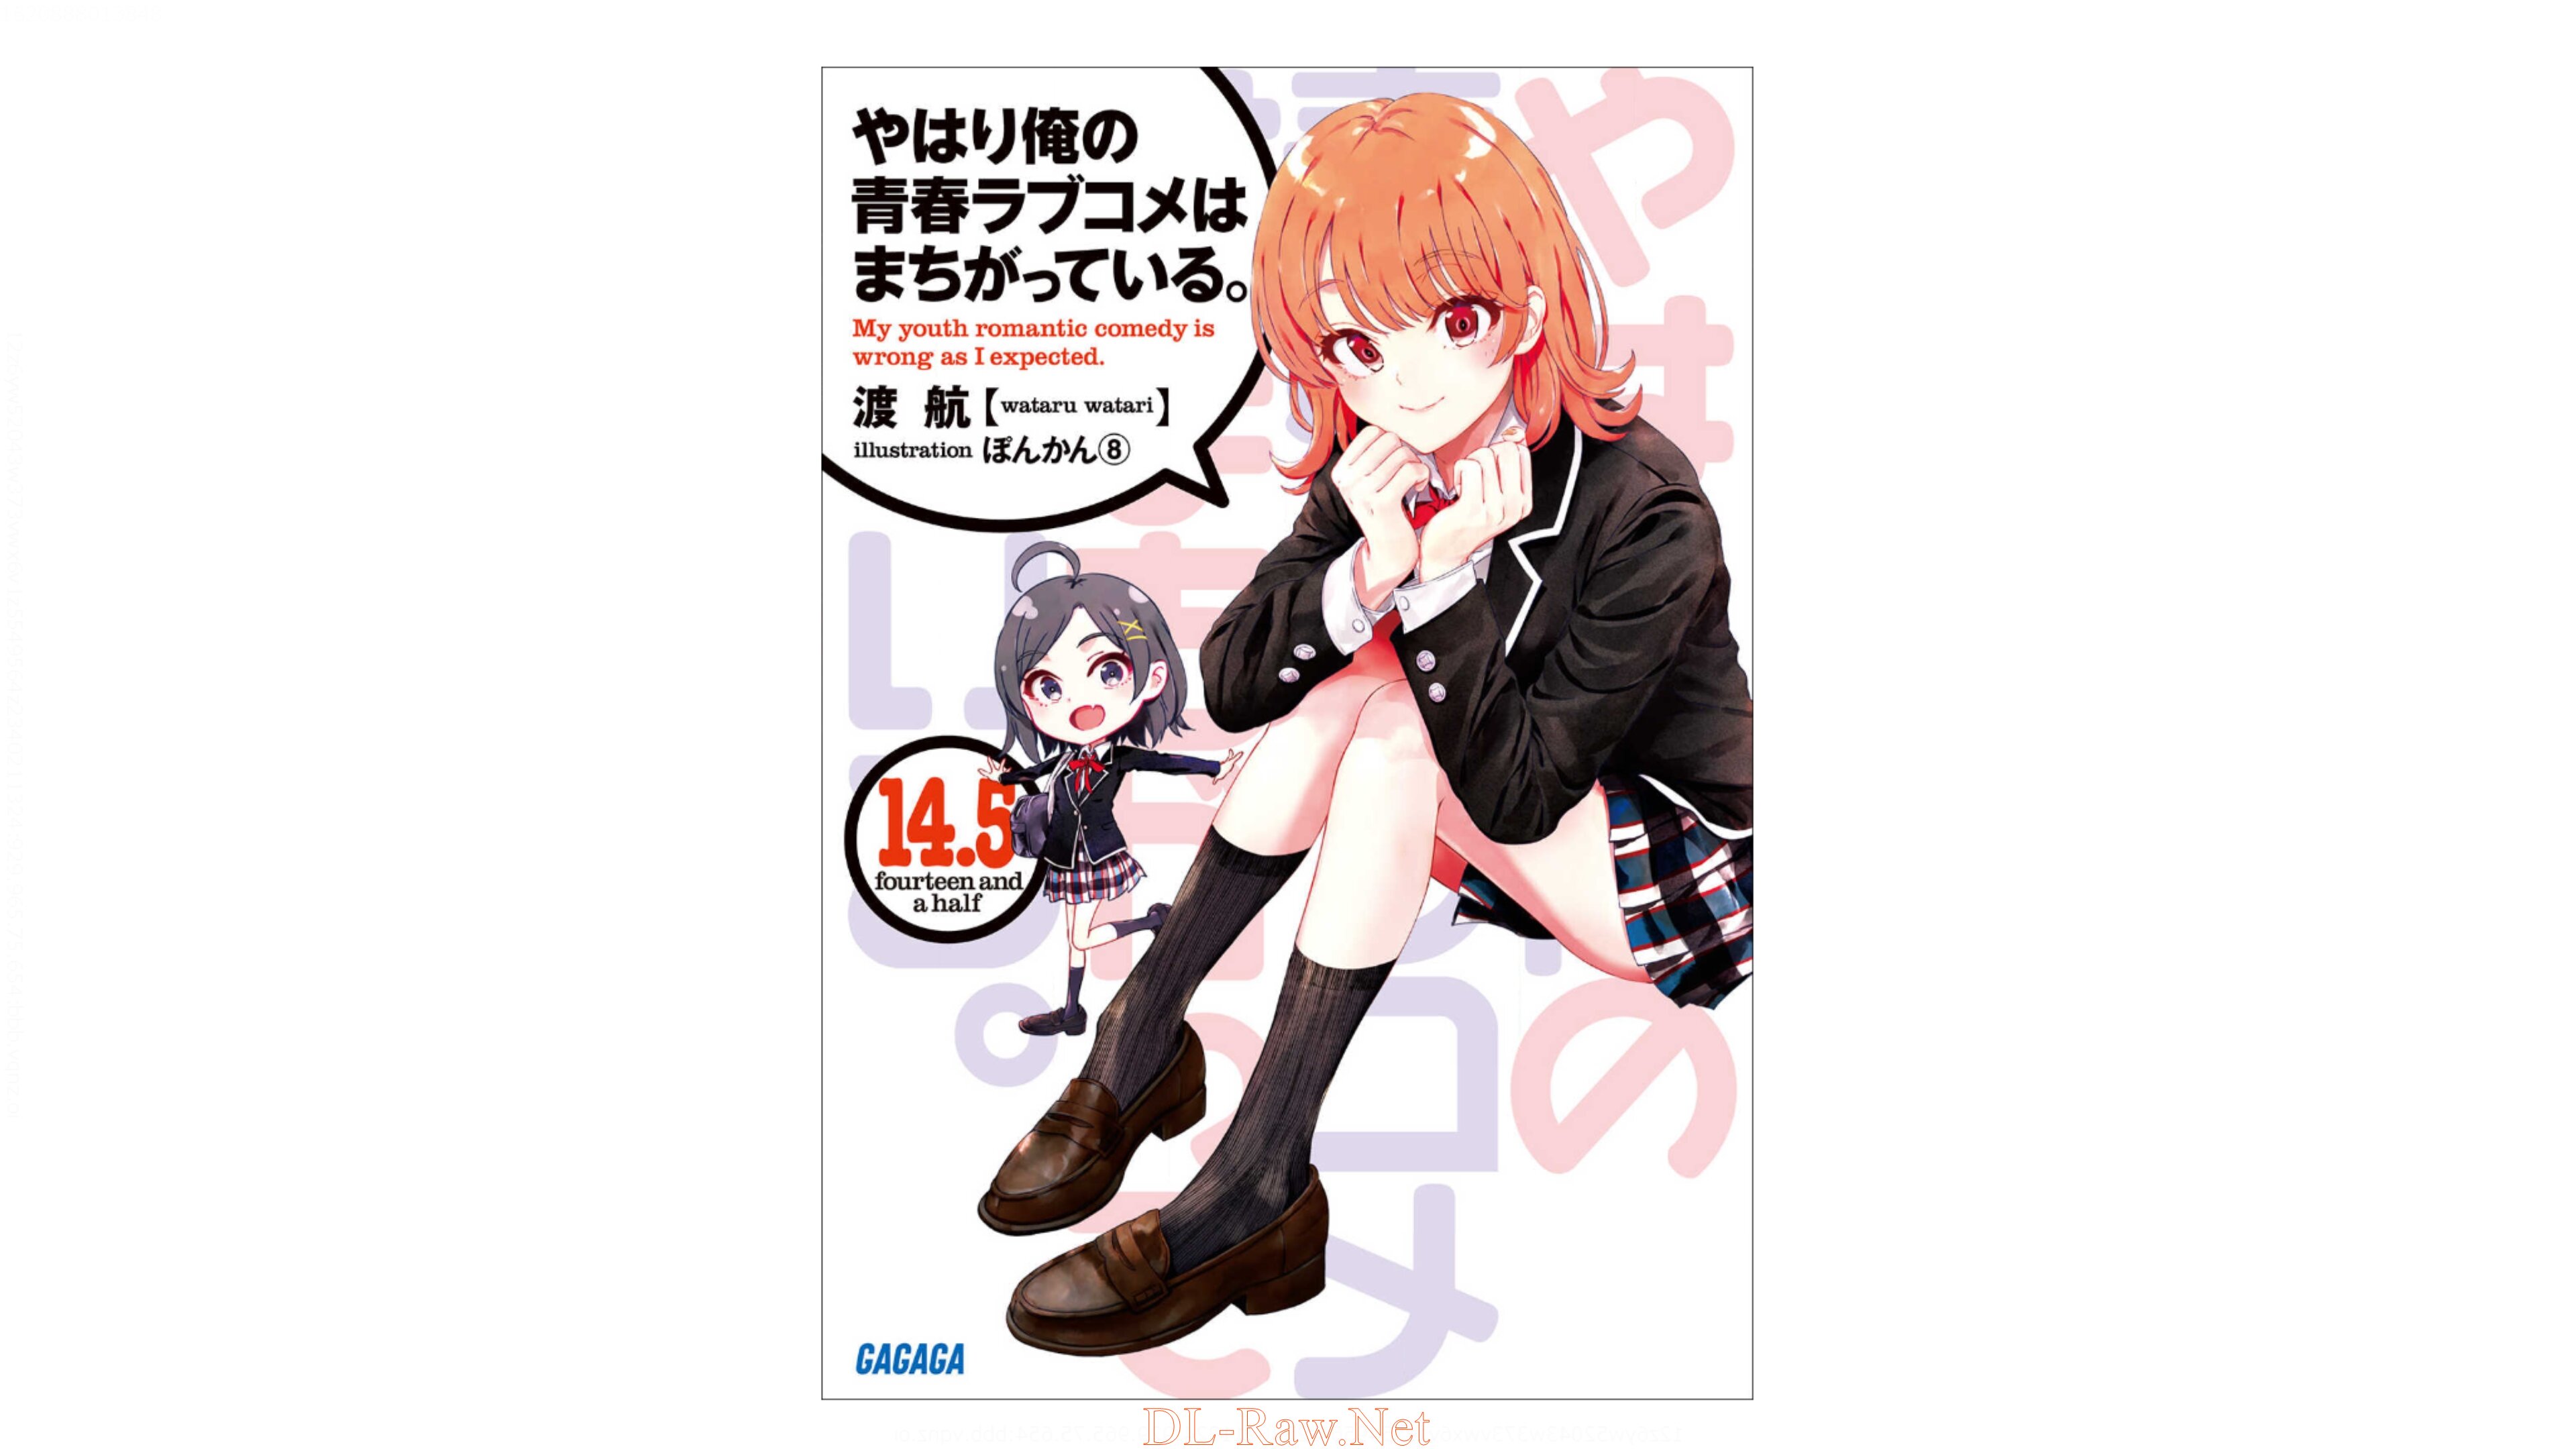 やはり俺の
青春ラブコメは
まちがっている。
My youth romantic comedy is
wrong as I expected.
渡 航【wataru watari】
illustration ぽんかん⑧
14.5
fourteen and
a half
GAGAGA
DL-Raw.Net